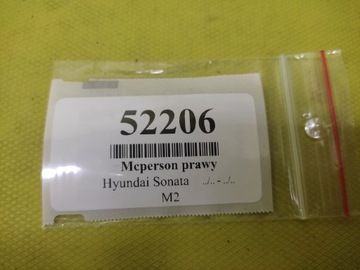 52206
Mcperson prawy
Hyundai Sonata ../.. - ../..
M2